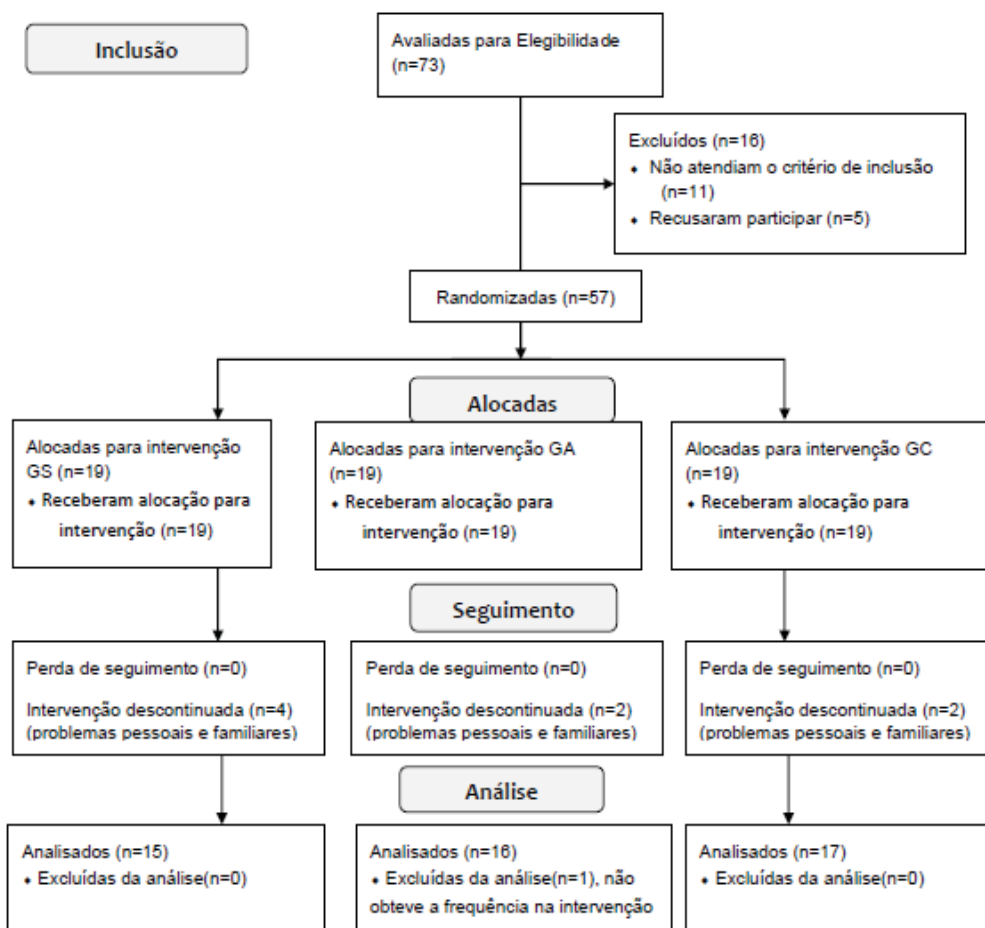 Inclusão
Avaliadas para Elegibilidade
(n=73)
Excluídos (n=16)
⬧ Não atendiam o critério de inclusão
(n=11)
⬧ Recusaram participar (n=5)
Randomizadas (n=57)
Alocadas
Alocadas para intervenção
GS (n=19)
⬧ Receberam alocação para
intervenção (n=19)
Alocadas para intervenção GA
(n=19)
⬧ Receberam alocação para
intervenção (n=19)
Alocadas para intervenção GC
(n=19)
⬧ Receberam alocação para
intervenção (n=19)
Seguimento
Perda de seguimento (n=0)
Intervenção descontinuada (n=4)
(problemas pessoais e familiares)
Perda de seguimento (n=0)
Intervenção descontinuada (n=2)
(problemas pessoais e familiares)
Perda de seguimento (n=0)
Intervenção descontinuada (n=2)
(problemas pessoais e familiares)
Análise
Analisados (n=15)
⬧ Excluídas da análise(n=0)
Analisados (n=16)
⬧ Excluídas da análise(n=1), não
obteve a frequência na intervenção
Analisados (n=17)
⬧ Excluídas da análise(n=0)